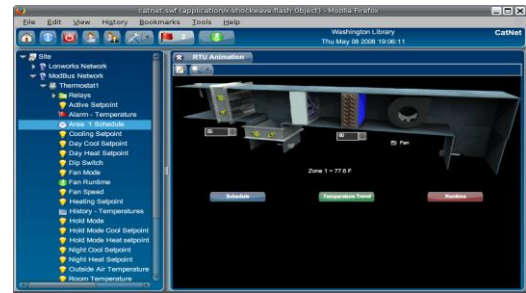 catnet.swf (application/x-shockwave-flash Object) - Mozilla Firefox
File Edit View History Bookmarks Tools Help
Washington Library
Thu May 08 2008 19:06:11
CatNet
Site
Lonworks Network
ModBus Network
Thermostat1
Relays
Active Setpoint
Alarm - Temperature
Area 1 Schedule
Cooling Setpoint
Day Cool Setpoint
Day Heat Setpoint
Dip Switch
Fan Mode
Fan Runtime
Fan Speed
Heating Setpoint
History - Temperatures
Hold Mode
Hold Mode Cool Setpoint
Hold Mode Heat setpoint
Night Cool Setpoint
Night Heat Setpoint
Outside Air Temperature
Room Temperature
RTU Animation
Fan
Zone 1 = 77.6 F
Schedule
Temperature Trend
Runtime